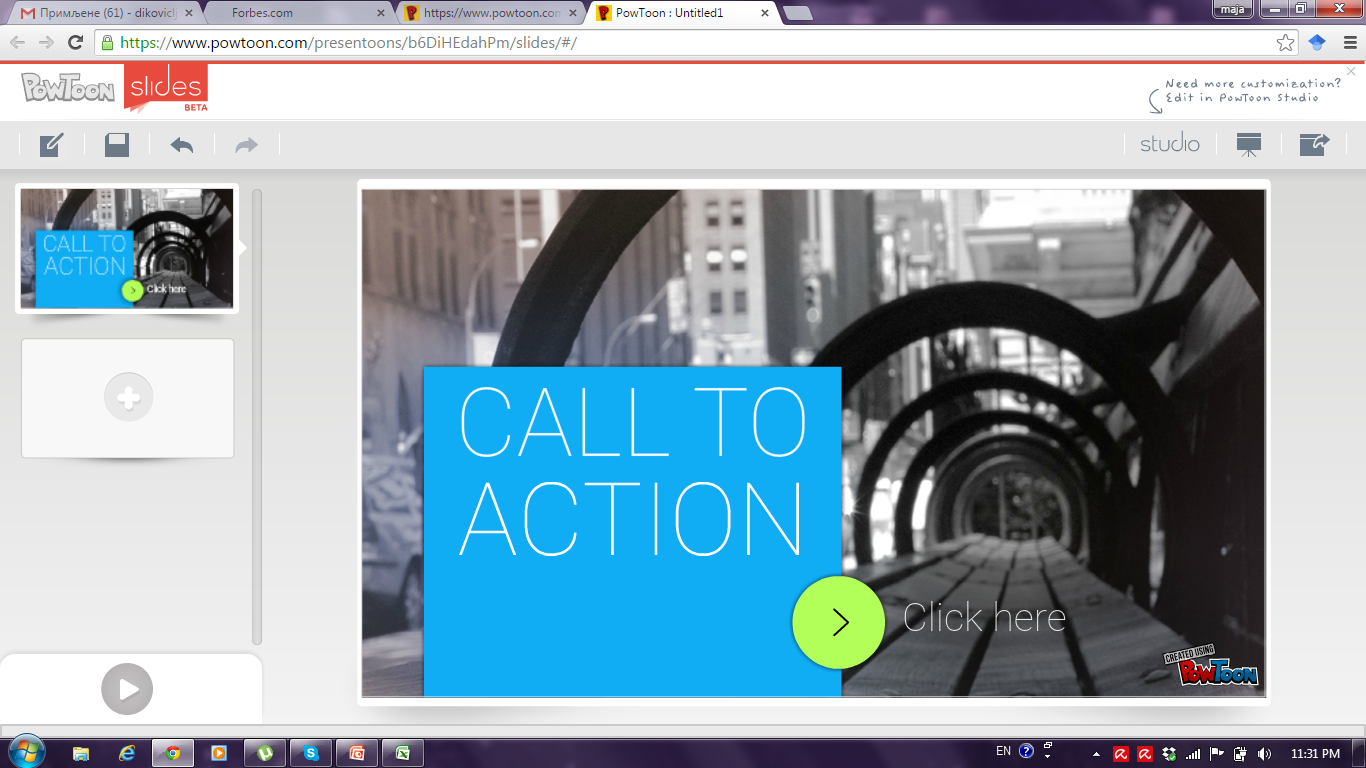 Примљене (61) - dikoviclj
Forbes.com
https://www.powtoon.com
PowToon : Untitled1
maja
https://www.powtoon.com/presentoons/b6DiHEdahPm/slides/#/
POWTOON
slides
BETA
Need more customization?
Edit in PowToon Studio
studio
CALL TO
ACTION
Click here
CALL TO
ACTION
Click here
CREATED USING
POWTOON
EN
11:31 PM